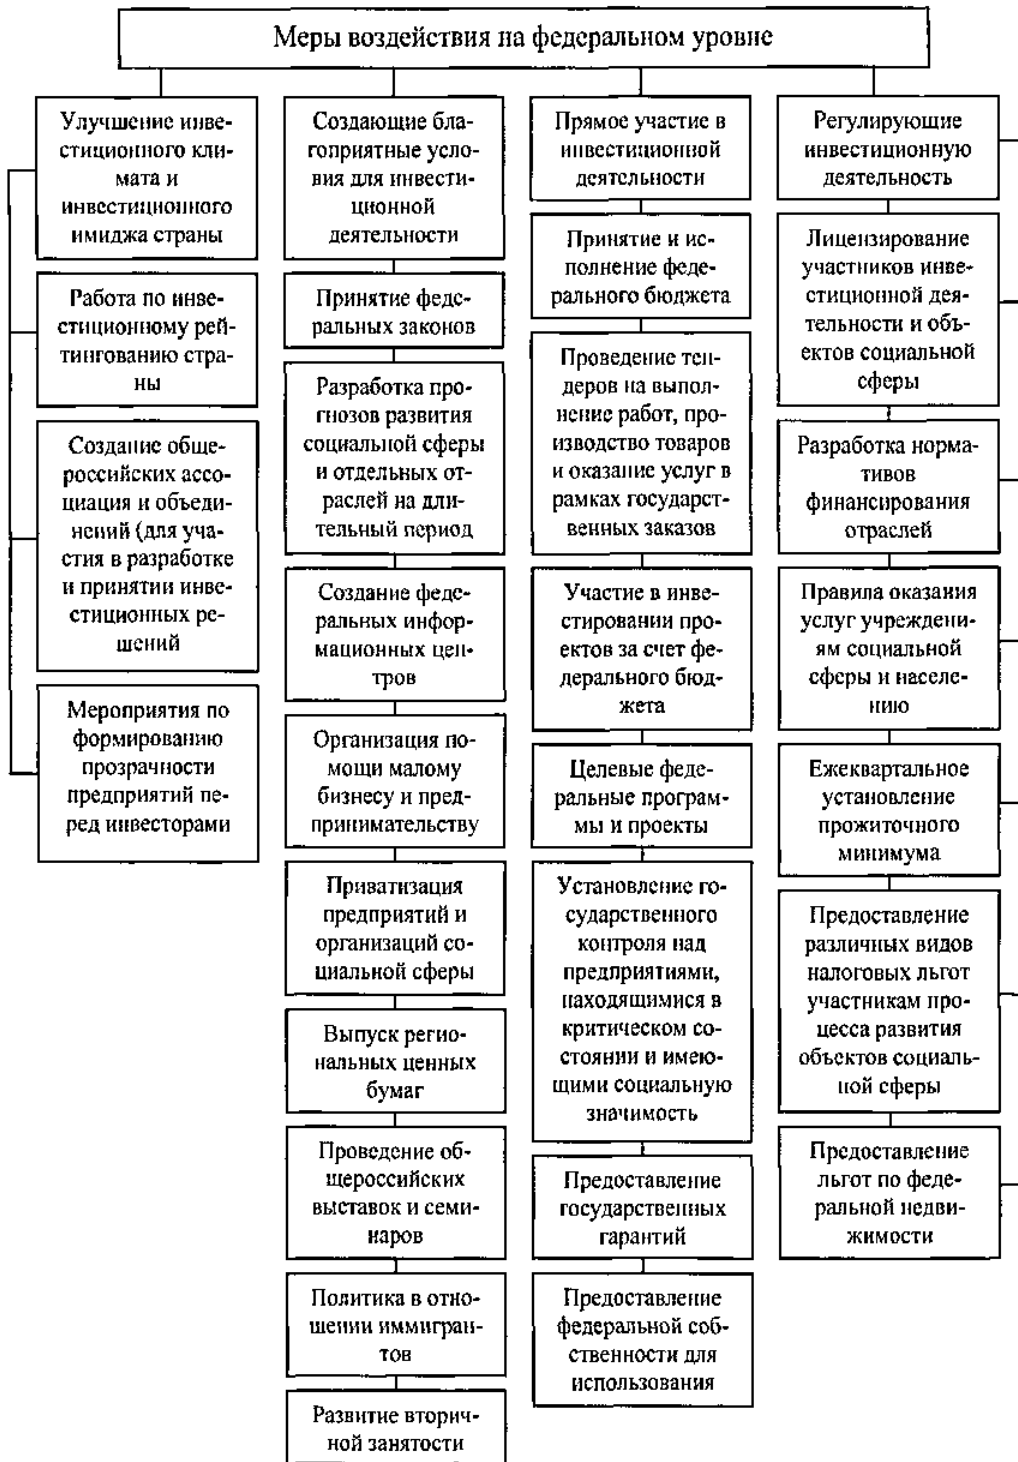 Меры воздействия на федеральном уровне
Улучшение инве-
стиционного кли-
мата и
инвестиционного
имиджа страны
Работа по инве-
стиционному рей-
тингованию стра-
ны
Создание обще-
российских ассо-
циация и объеди-
нений (для уча-
стия в разработке
и принятии инве-
стиционных ре-
шений
Мероприятия по
формированию
прозрачности
предприятий пе-
ред инвесторами
Создающие бла-
гоприятные усло-
вия для инвести-
ционной
деятельности
Принятие феде-
ральных законов
Разработка про-
гнозов развития
социальной сферы
и отдельных от-
раслей на дли-
тельный период
Создание феде-
ральных инфор-
мационных цен-
тров
Организация по-
мощи малому
бизнесу и пред-
принимательству
Приватизация
предприятий и
организаций со-
циальной сферы
Выпуск регио-
нальных ценных
бумаг
Проведение об-
щероссийских
выставок и семи-
наров
Политика в отно-
шении иммигран-
тов
Развитие вторич-
ной занятости
Прямое участие в
инвестиционной
деятельности
Принятие и ис-
полнение феде-
рального бюджета
Проведение тен-
деров на выпол-
нение работ, про-
изводство товаров
и оказание услуг в
рамках государст-
венных заказов
Участие в инве-
стировании про-
ектов за счет фе-
дерального бюд-
жета
Целевые феде-
ральные програм-
мы и проекты
Установление го-
сударственного
контроля над
предприятиями,
находящимися в
критическом со-
стоянии и имею-
щими социальную
значимость
Предоставление
государственных
гарантий
Предоставление
федеральной соб-
ственности для
использования
Регулирующие
инвестиционную
деятельность
Лицензирование
участников инве-
стиционной дея-
тельности и объ-
ектов социальной
сферы
Разработка норма-
тивов
финансирования
отраслей
Правила оказания
услуг учреждени-
ям социальной
сферы и населе-
нию
Ежеквартальное
установление
прожиточного
минимума
Предоставление
различных видов
налоговых льгот
участникам про-
цесса развития
объектов социаль-
ной сферы
Предоставление
льгот по феде-
ральной недви-
жимости